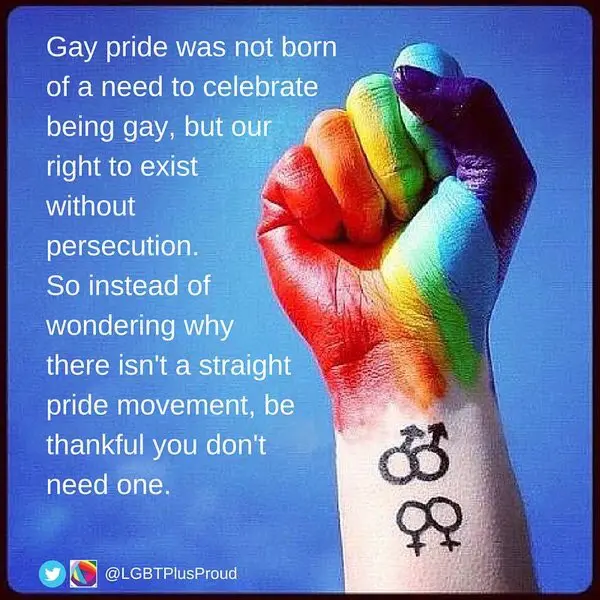 Gay pride was not born
of a need to celebrate
being gay, but our
right to exist
without
persecution.
So instead of
wondering why
there isn't a straight
pride movement, be
thankful you don't
need one.
@LGBTPlusProud